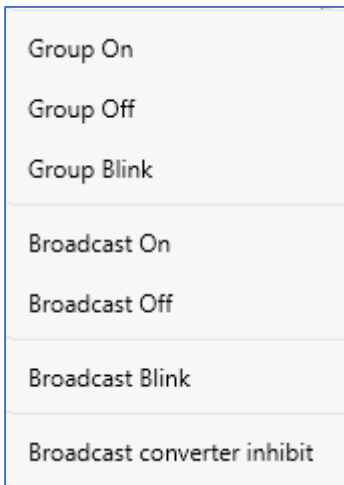 Group On
Group Off
Group Blink
Broadcast On
Broadcast Off
Broadcast Blink
Broadcast converter inhibit